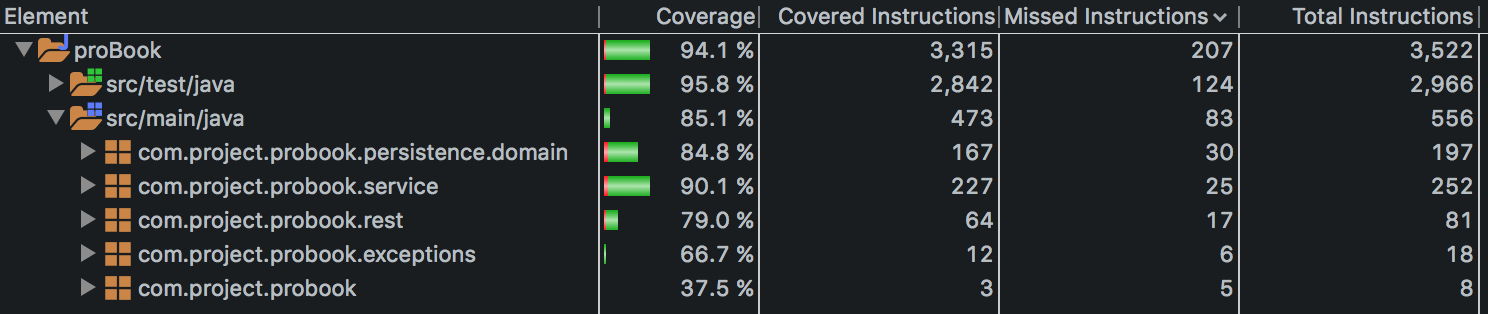 Element Coverage Covered Instructions Missed Instructions Total Instructions
proBook 94.1 % 3,315 207 3,522
src/test/java 95.8 % 2,842 124 2,966
src/main/java 85.1 % 473 83 556
com.project.probook.persistence.domain 84.8 % 167 30 197
com.project.probook.service 90.1 % 227 25 252
com.project.probook.rest 79.0 % 64 17 81
com.project.probook.exceptions 66.7 % 12 6 18
com.project.probook 37.5 % 3 5 8